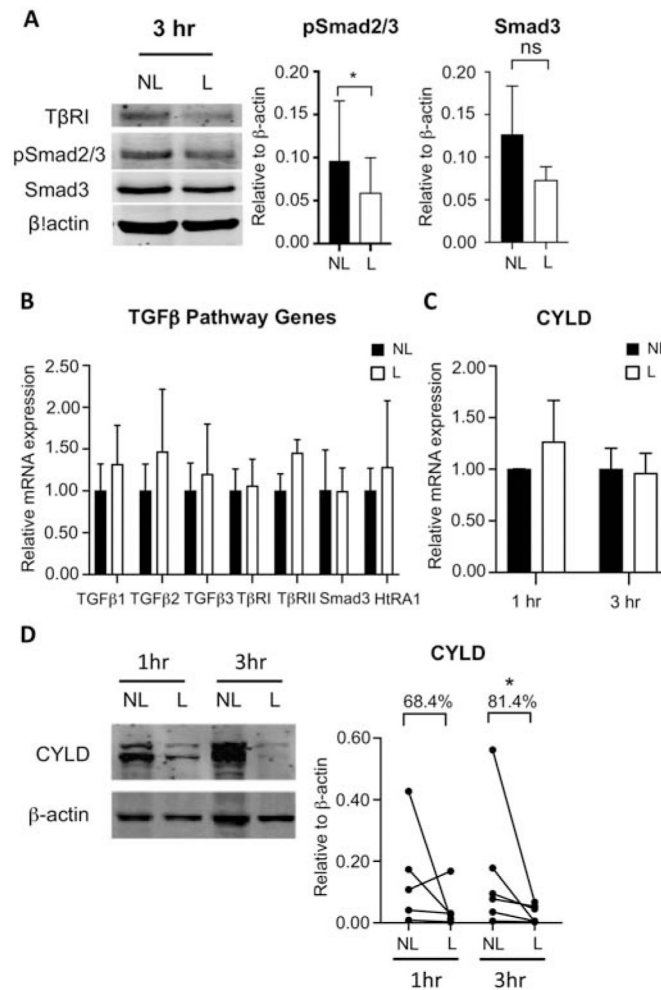 A
3 hr
NL L
TβRI
pSmad2/3
Smad3
β!actin
pSmad2/3
Relative to β-actin
0.20
0.15
0.10
0.05
0.00
*
NL L
Smad3
Relative to β-actin
0.20
0.15
0.10
0.05
0.00
ns
NL L
B
TGFβ Pathway Genes
Relative mRNA expression
2.50
2.00
1.50
1.00
0.50
0.00
NL
L
TGFβ1 TGFβ2 TGFβ3 TβRI TβRII Smad3 HtRA1
C
CYLD
Relative mRNA expression
2.00
1.50
1.00
0.50
0.00
L
1 hr 3 hr
D
1hr 3hr
NL L NL L
CYLD
β-actin
CYLD
*
68.4% 81.4%
Relative to β-actin
0.60
0.40
0.20
0.00
NL L NL L
1hr 3hr